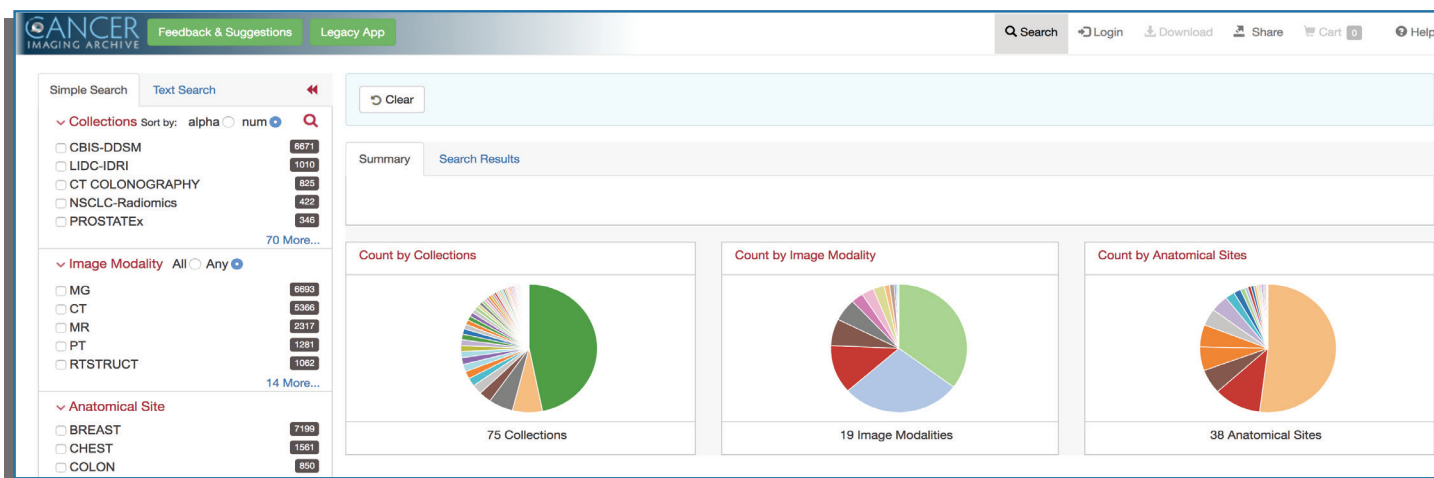 CANCER
IMAGING ARCHIVE
Feedback & Suggestions
Legacy App
Search
Login
Download
Share
Cart 0
Help
Simple Search
Text Search
Collections Sort by: alpha num
CBIS-DDSM 6671
LIDC-IDRI 1010
CT COLONOGRAPHY 825
NSCLC-Radiomics 422
PROSTATEx 346
70 More...
Image Modality All Any
MG 6693
CT 5366
MR 2317
PT 1281
RTSTRUCT 1062
14 More...
Anatomical Site
BREAST 7199
CHEST 1561
COLON 850
Clear
Summary
Search Results
Count by Collections
75 Collections
Count by Image Modality
19 Image Modalities
Count by Anatomical Sites
38 Anatomical Sites